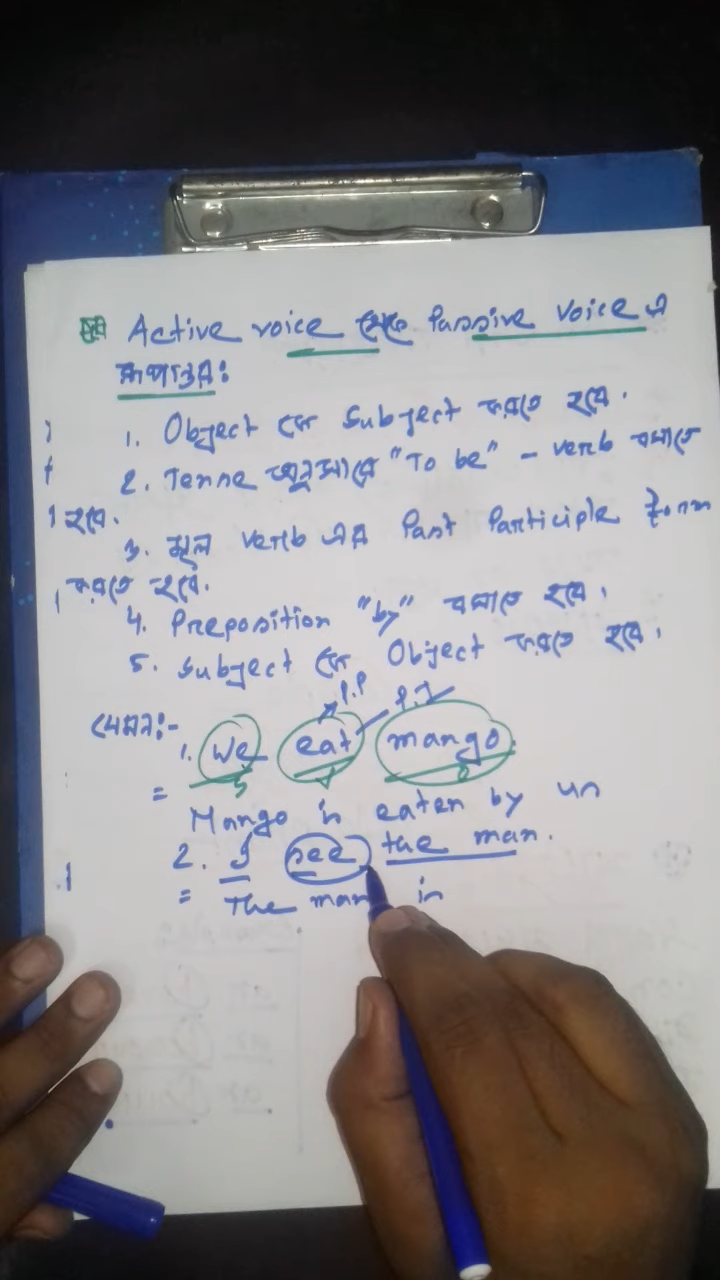 Active voice থেকে Passive voice এ
রূপান্তর:
1. Object কে Subject করতে হবে.
2. Tense অনুসারে "To be" - verb বসাতে
হবে.
3. মূল verb এর Past Participle Form
করতে হবে.
4. Preposition "by" বসাতে হবে.
5. Subject কে Object করতে হবে.
P.P P.I
যেমন:-
1. We eat mango.
S V O
= Mango is eaten by us
2. I see the man.
= The man is